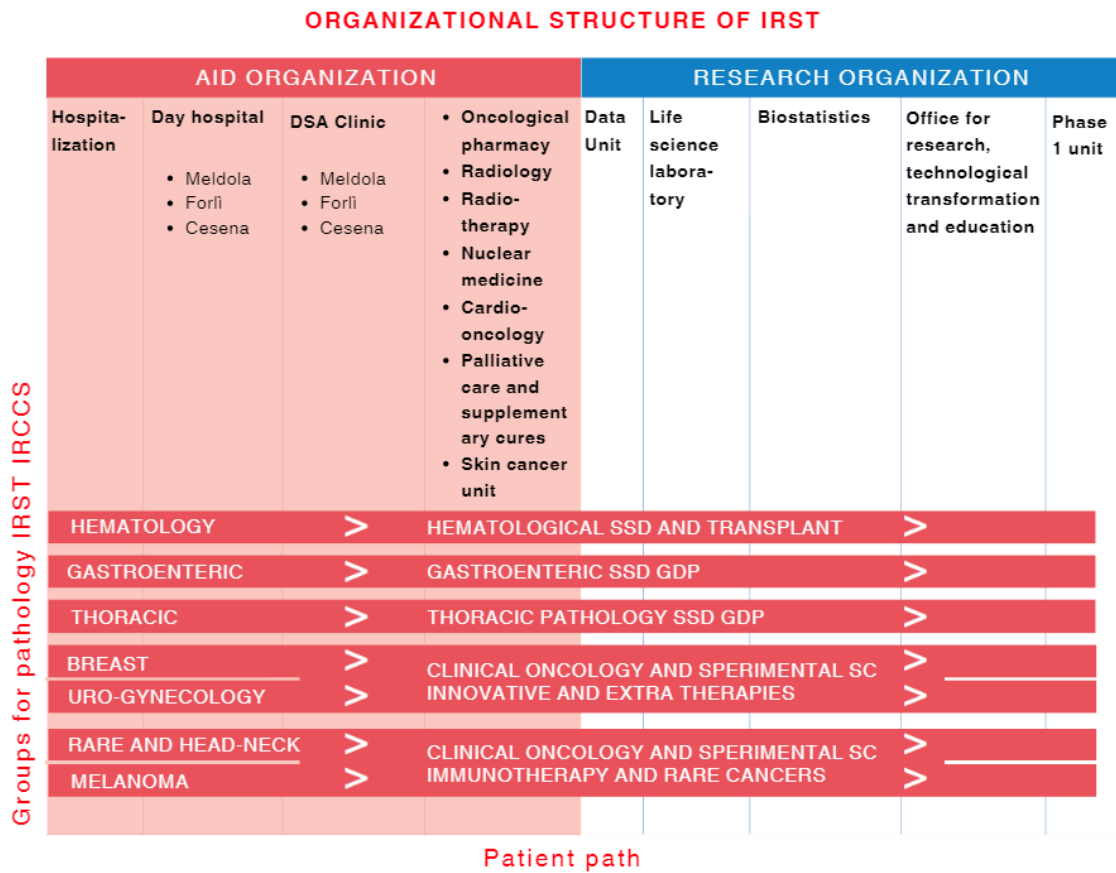 ORGANIZATIONAL STRUCTURE OF IRST
AID ORGANIZATION
RESEARCH ORGANIZATION
Hospita-
lization
Day hospital
• Meldola
• Forlì
• Cesena
DSA Clinic
• Meldola
• Forlì
• Cesena
• Oncological
pharmacy
• Radiology
• Radio-
therapy
• Nuclear
medicine
• Cardio-
oncology
• Palliative
care and
supplement
ary cures
• Skin cancer
unit
Data
Unit
Life
science
labora-
tory
Biostatistics
Office for
research,
technological
transformation
and education
Phase
1 unit
Groups for pathology IRST IRCCS
HEMATOLOGY > HEMATOLOGICAL SSD AND TRANSPLANT >
GASTROENTERIC > GASTROENTERIC SSD GDP >
THORACIC > THORACIC PATHOLOGY SSD GDP >
BREAST > CLINICAL ONCOLOGY AND SPERIMENTAL SC >
URO-GYNECOLOGY > INNOVATIVE AND EXTRA THERAPIES >
RARE AND HEAD-NECK > CLINICAL ONCOLOGY AND SPERIMENTAL SC >
MELANOMA > IMMUNOTHERAPY AND RARE CANCERS >
Patient path